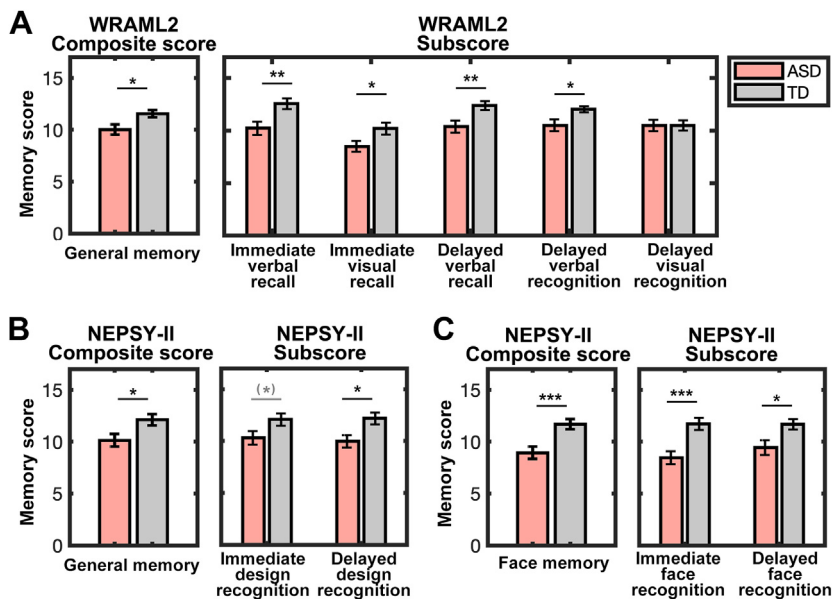 A
WRAML2
Composite score
WRAML2
Subscore
ASD
TD
Memory score
15
10
5
0
*
**
*
**
*
General memory
Immediate
verbal
recall
Immediate
visual
recall
Delayed
verbal
recall
Delayed
verbal
recognition
Delayed
visual
recognition
B
NEPSY-II
Composite score
NEPSY-II
Subscore
Memory score
15
10
5
0
*
(*)
*
General memory
Immediate
design
recognition
Delayed
design
recognition
C
NEPSY-II
Composite score
NEPSY-II
Subscore
Memory score
15
10
5
0
***
***
*
Face memory
Immediate
face
recognition
Delayed
face
recognition